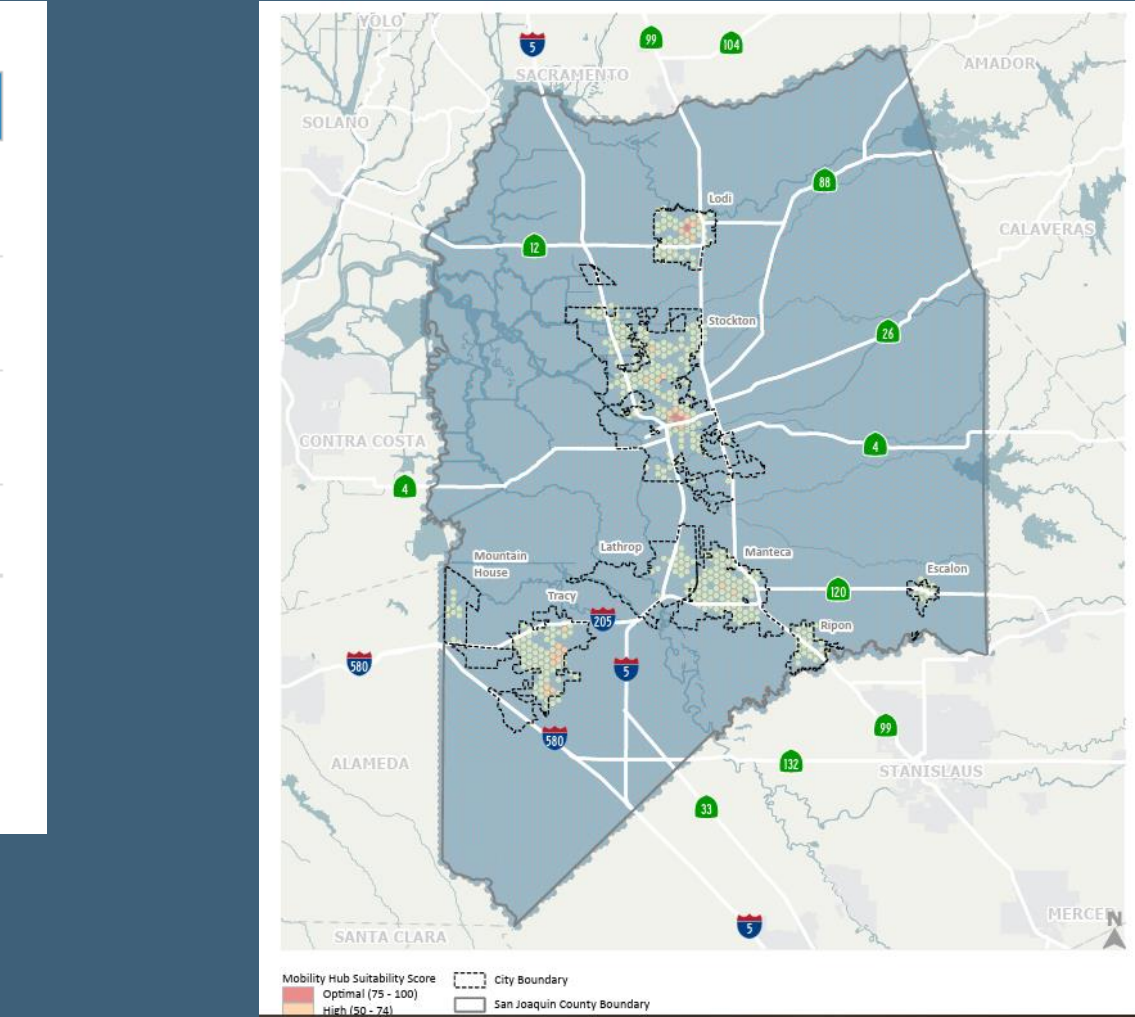 YOLO
5
99
104
SACRAMENTO
AMADOR
SOLANO
88
Lodi
CALAVERAS
12
Stockton
26
CONTRA COSTA
4
4
Mountain
House
Lathrop
Manteca
Escalon
Tracy
120
205
Ripon
580
5
580
99
ALAMEDA
132
STANISLAUS
33
MERCED
N
5
SANTA CLARA
Mobility Hub Suitability Score
City Boundary
Optimal (75 - 100)
High (50 - 74)
San Joaquin County Boundary